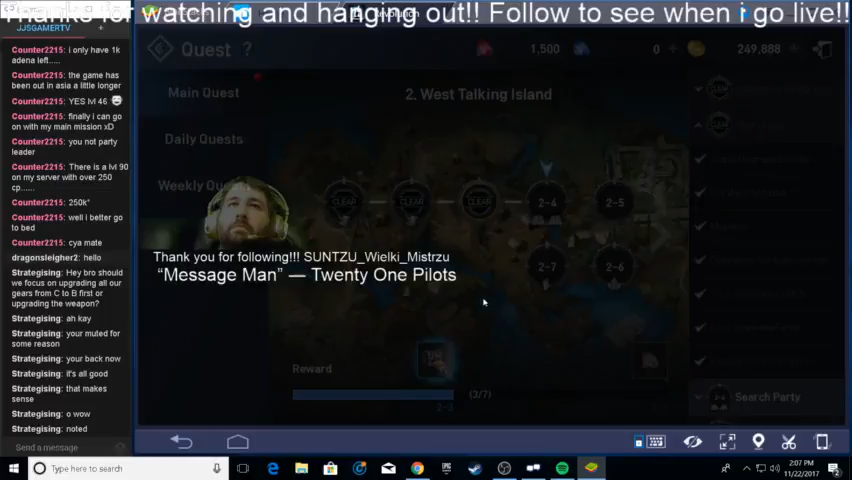 Thanks for watching and hanging out!! Follow to see when i go live!!
JJSGAMERTV
Counter2215: i only have 1k
adena left.....
Counter2215: the game has
been out in asia a little longer
Counter2215: YES lvl 46
Counter2215: finally i can go
on with my main mission xD
Counter2215: you not party
leader
Counter2215: There is a lvl 90
on my server with over 250
cp......
Counter2215: 250k*
Counter2215: well i better go
to bed
Counter2215: cya mate
dragonsleigher2: hello
Strategising: Hey bro should
we focus on upgrading all our
gears from C to B first or
upgrading the weapon?
Strategising: ah kay
Strategising: your muted for
some reason
Strategising: your back now
Strategising: it's all good
Strategising: that makes
sense
Strategising: o wow
Strategising: noted
Send a message
Quest ?
1,500
0
249,888
Main Quest
Daily Quests
Weekly
2. West Talking Island
CLEAR
CLEAR
CLEAR
2-4
2-5
2-7
2-6
Thank you for following!!! SUNTZU_Wielki_Mistrzu
“Message Man” — Twenty One Pilots
Reward
(3/7)
Search Party
Type here to search
2:07 PM
11/22/2017